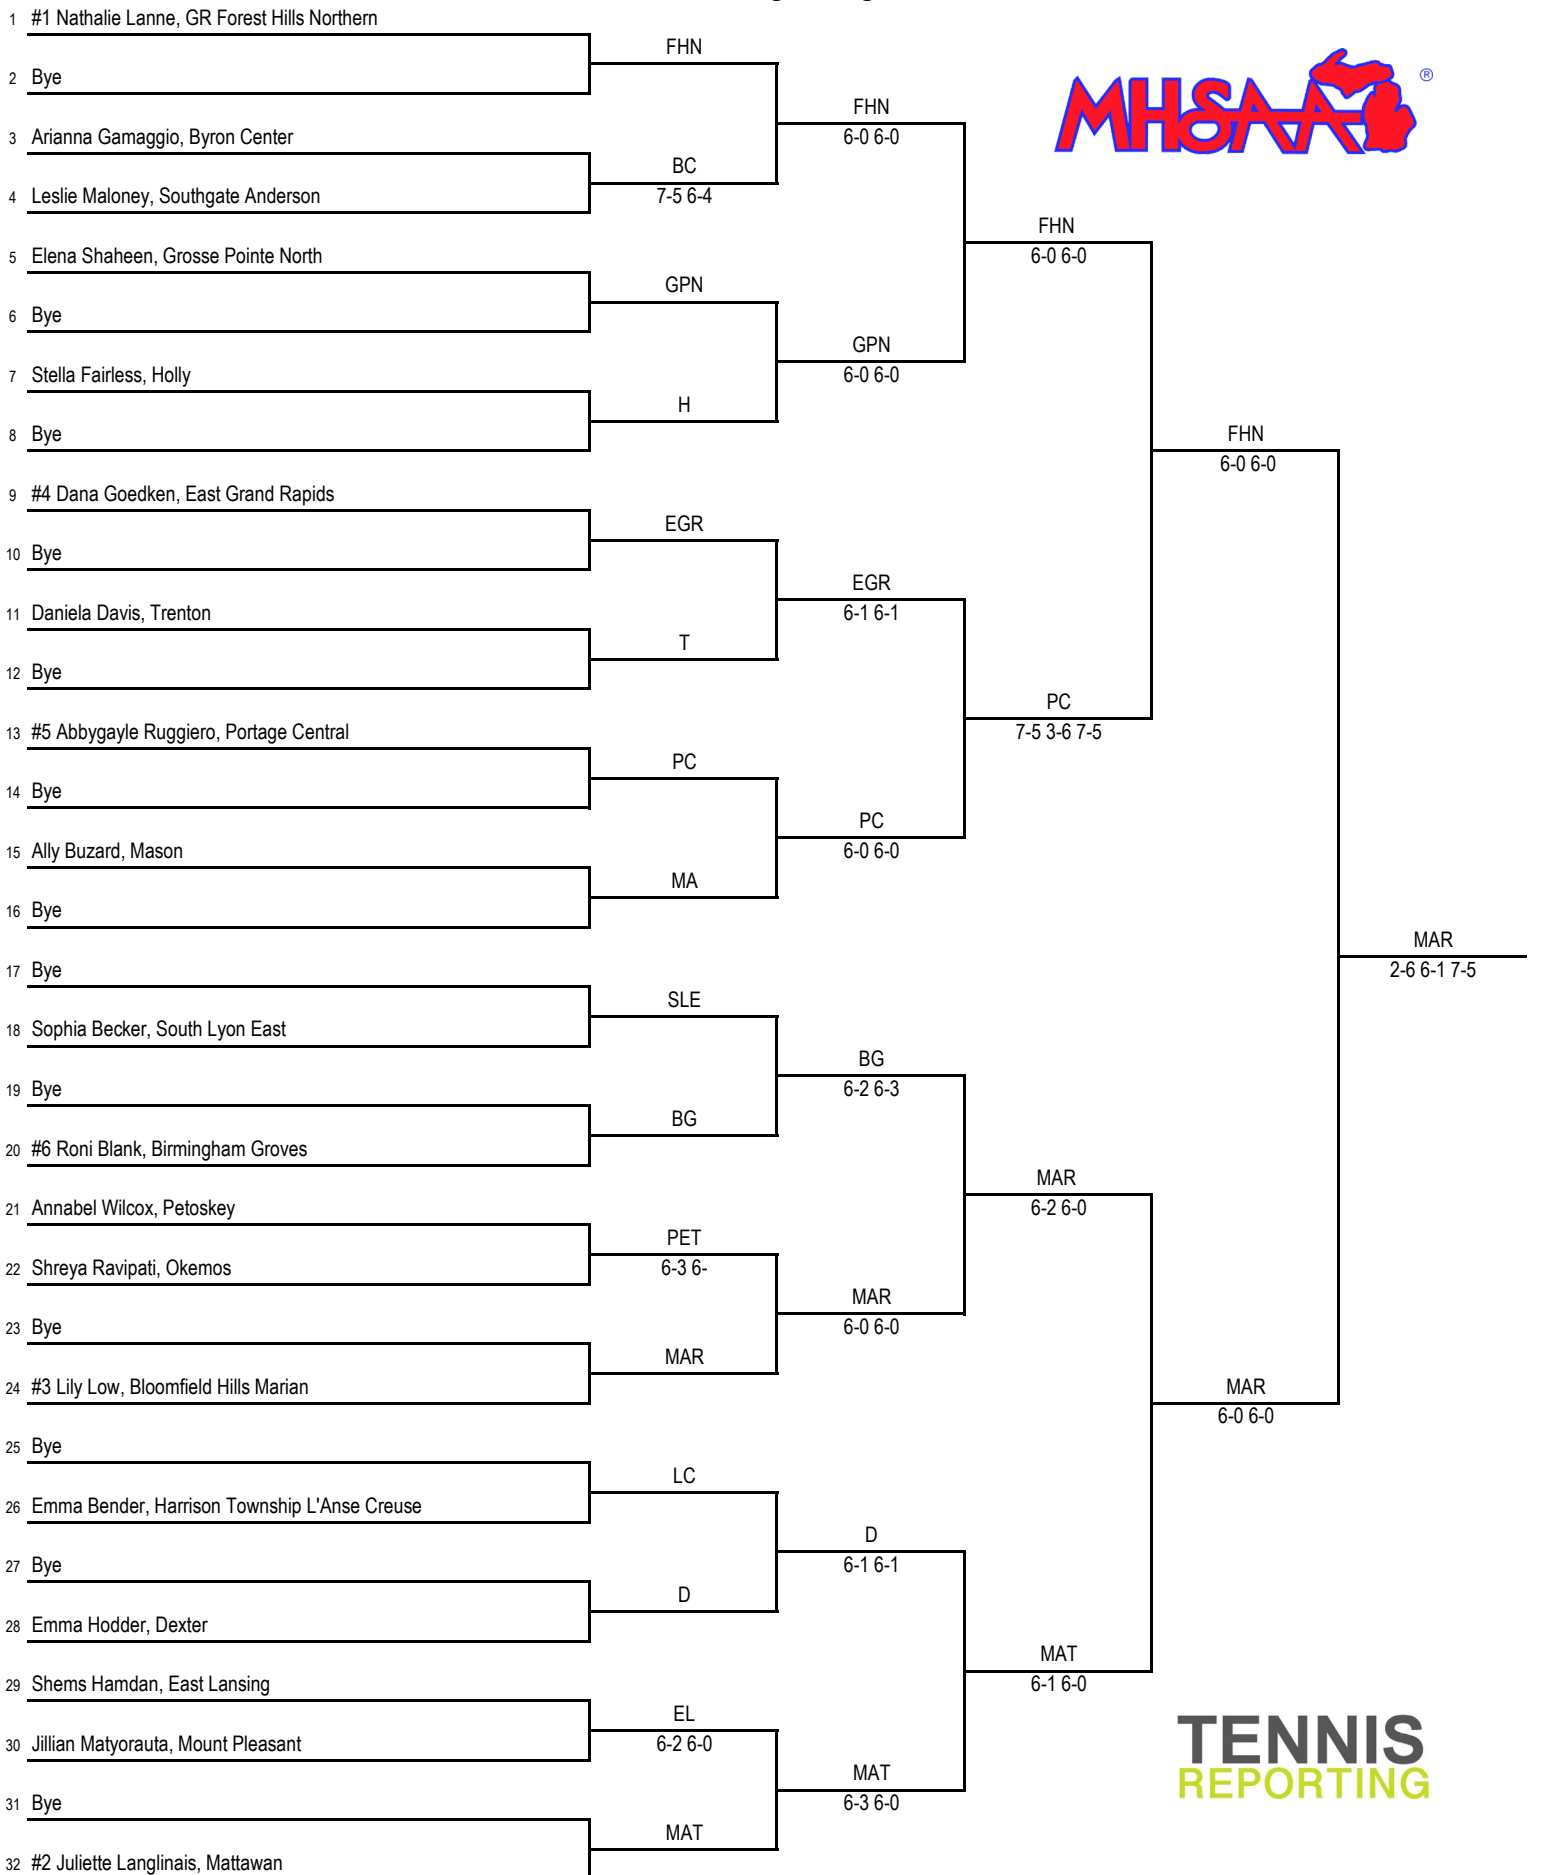 1 #1 Nathalie Lanne, GR Forest Hills Northern
FHN
2 Bye
MHSAA ®
FHN
6-0 6-0
3 Arianna Gamaggio, Byron Center
BC
7-5 6-4
4 Leslie Maloney, Southgate Anderson
FHN
6-0 6-0
5 Elena Shaheen, Grosse Pointe North
GPN
6 Bye
GPN
6-0 6-0
7 Stella Fairless, Holly
H
8 Bye
FHN
6-0 6-0
9 #4 Dana Goedken, East Grand Rapids
EGR
10 Bye
EGR
6-1 6-1
11 Daniela Davis, Trenton
T
12 Bye
PC
7-5 3-6 7-5
13 #5 Abbygayle Ruggiero, Portage Central
PC
14 Bye
PC
6-0 6-0
15 Ally Buzard, Mason
MA
16 Bye
MAR
2-6 6-1 7-5
17 Bye
SLE
18 Sophia Becker, South Lyon East
BG
6-2 6-3
19 Bye
BG
20 #6 Roni Blank, Birmingham Groves
MAR
6-2 6-0
21 Annabel Wilcox, Petoskey
PET
6-3 6-
22 Shreya Ravipati, Okemos
MAR
6-0 6-0
23 Bye
MAR
24 #3 Lily Low, Bloomfield Hills Marian
MAR
6-0 6-0
25 Bye
LC
26 Emma Bender, Harrison Township L'Anse Creuse
D
6-1 6-1
27 Bye
D
28 Emma Hodder, Dexter
MAT
6-1 6-0
29 Shems Hamdan, East Lansing
EL
6-2 6-0
30 Jillian Matyorauta, Mount Pleasant
TENNIS
REPORTING
MAT
6-3 6-0
31 Bye
MAT
32 #2 Juliette Langlinais, Mattawan